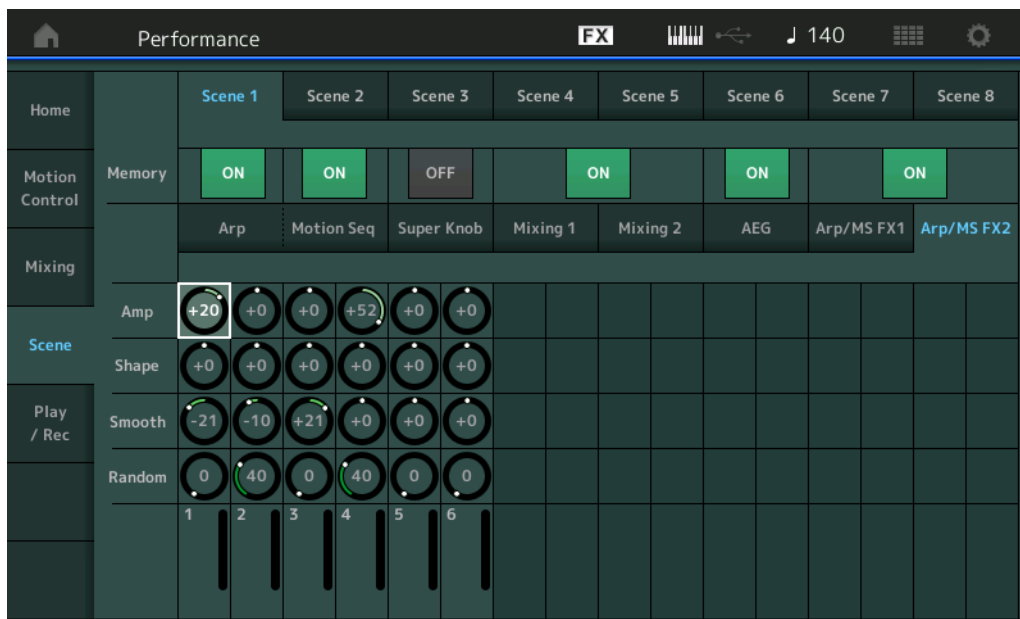 Performance FX ♩ 140
Home
Motion
Control
Mixing
Scene
Play
/ Rec
Scene 1 Scene 2 Scene 3 Scene 4 Scene 5 Scene 6 Scene 7 Scene 8
Memory ON ON OFF ON ON ON
Arp Motion Seq Super Knob Mixing 1 Mixing 2 AEG Arp/MS FX1 Arp/MS FX2
Amp +20 +0 +0 +52 +0 +0
Shape +0 +0 +0 +0 +0 +0
Smooth -21 -10 +21 +0 +0 +0
Random 0 40 0 40 0 0
1 2 3 4 5 6